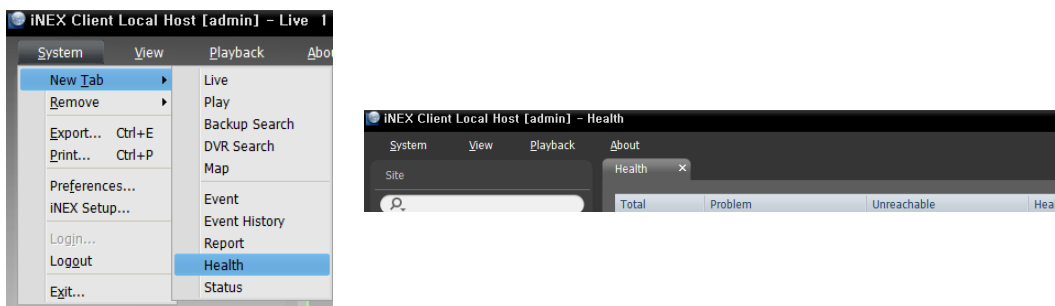 iNEX Client Local Host [admin] - Live 1
System View Playback Abou
New Tab
Remove
Export... Ctrl+E
Print... Ctrl+P
Preferences...
iNEX Setup...
Login...
Logout
Exit...
Live
Play
Backup Search
DVR Search
Map
Event
Event History
Report
Health
Status
iNEX Client Local Host [admin] - Health
System View Playback About
Site
Health
Total Problem Unreachable Hea